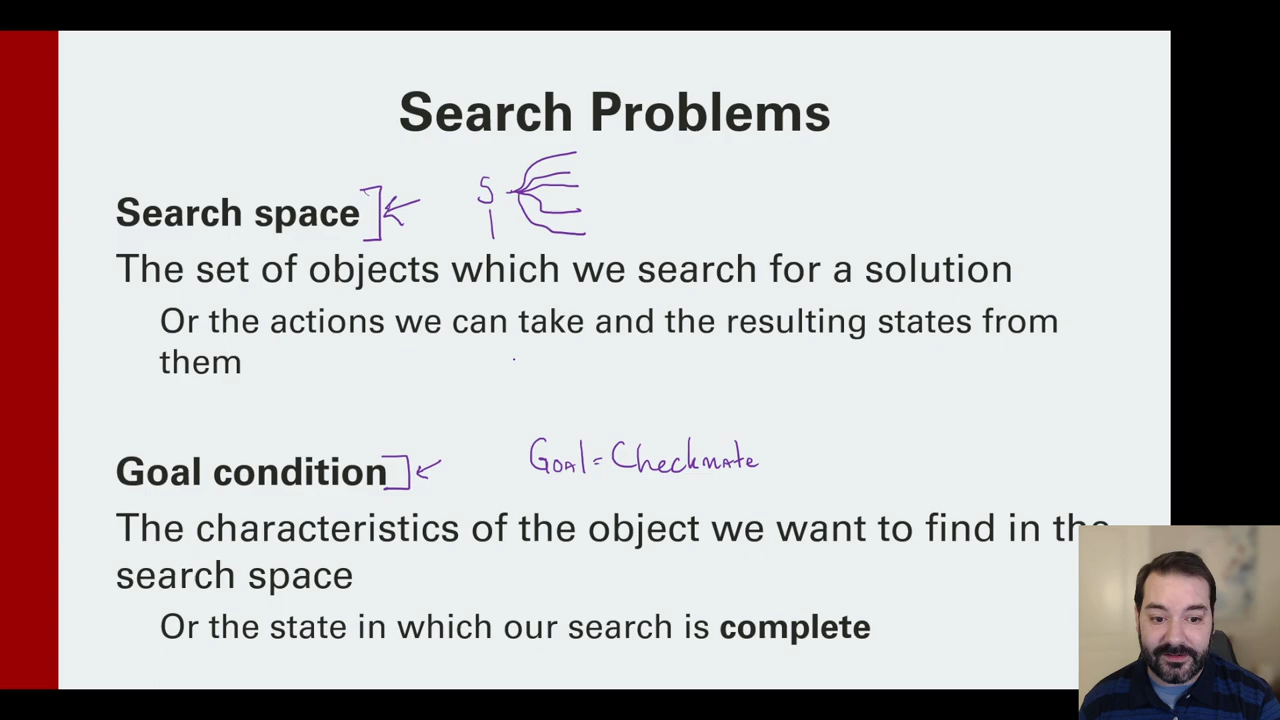 Search Problems
Search space
S
The set of objects which we search for a solution
Or the actions we can take and the resulting states from
them
Goal condition
GOAL = Checkmate
The characteristics of the object we want to find in the
search space
Or the state in which our search is complete